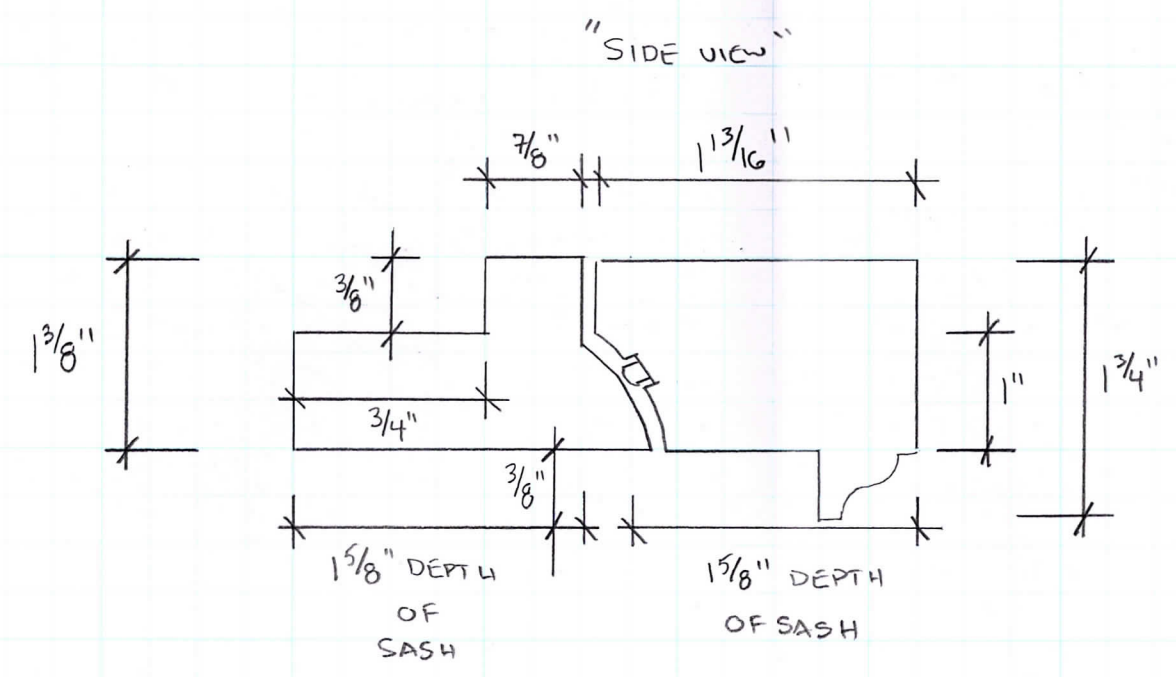 "SIDE VIEW"
7/8"
1 13/16"
3/8"
1 3/8"
3/4"
1"
1 3/4"
3/8"
1 5/8" DEPTH
OF
SASH
1 5/8" DEPTH
OF SASH